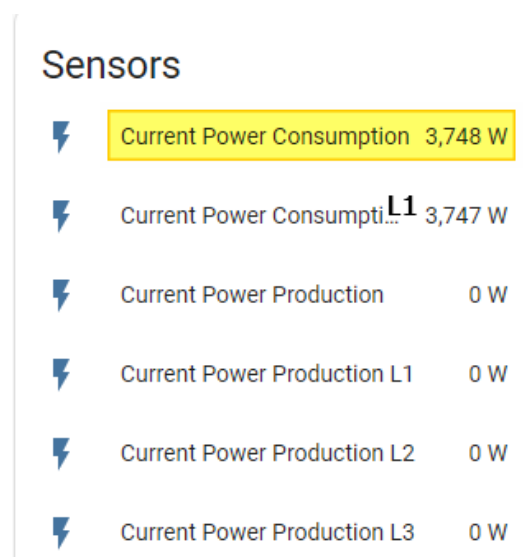 Sensors
Current Power Consumption 3,748 W
Current Power Consumpti... L1 3,747 W
Current Power Production 0 W
Current Power Production L1 0 W
Current Power Production L2 0 W
Current Power Production L3 0 W